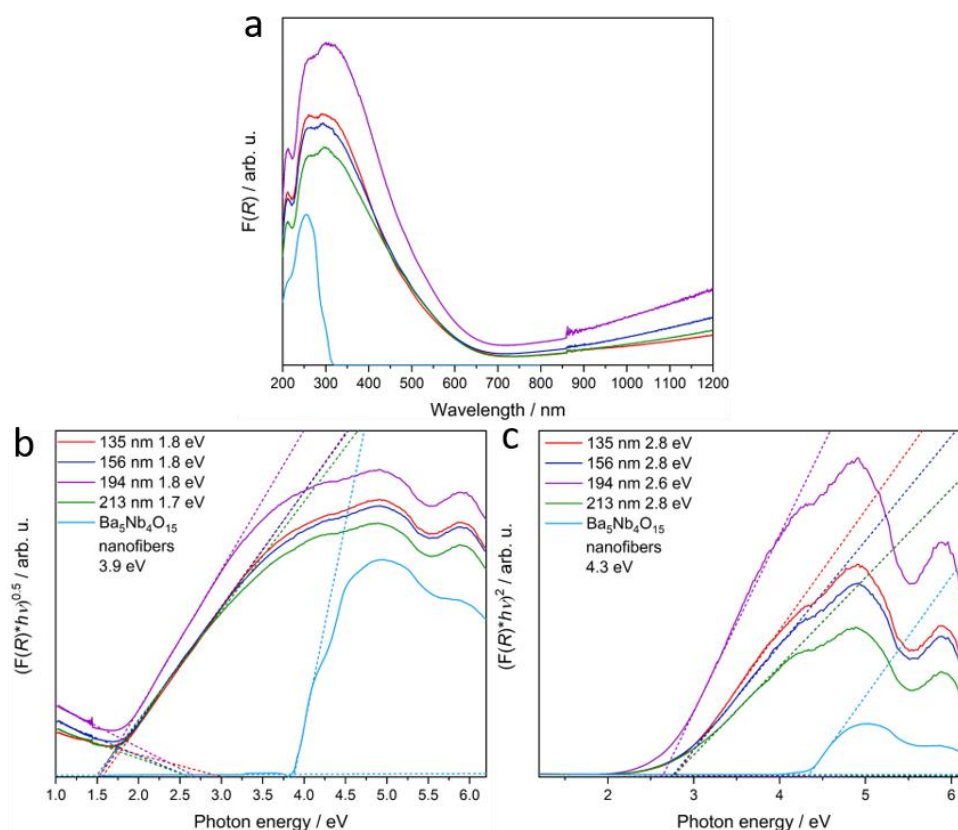 a
F(R) / arb. u.
200 300 400 500 600 700 800 900 1000 1100 1200
Wavelength / nm
b
135 nm 1.8 eV
156 nm 1.8 eV
194 nm 1.8 eV
213 nm 1.7 eV
Ba₅Nb₄O₁₅
nanofibers
3.9 eV
(F(R)*hν)^0.5 / arb. u.
1.0 1.5 2.0 2.5 3.0 3.5 4.0 4.5 5.0 5.5 6.0
Photon energy / eV
c
135 nm 2.8 eV
156 nm 2.8 eV
194 nm 2.6 eV
213 nm 2.8 eV
Ba₅Nb₄O₁₅
nanofibers
4.3 eV
(F(R)*hν)² / arb. u.
2 3 4 5 6
Photon energy / eV